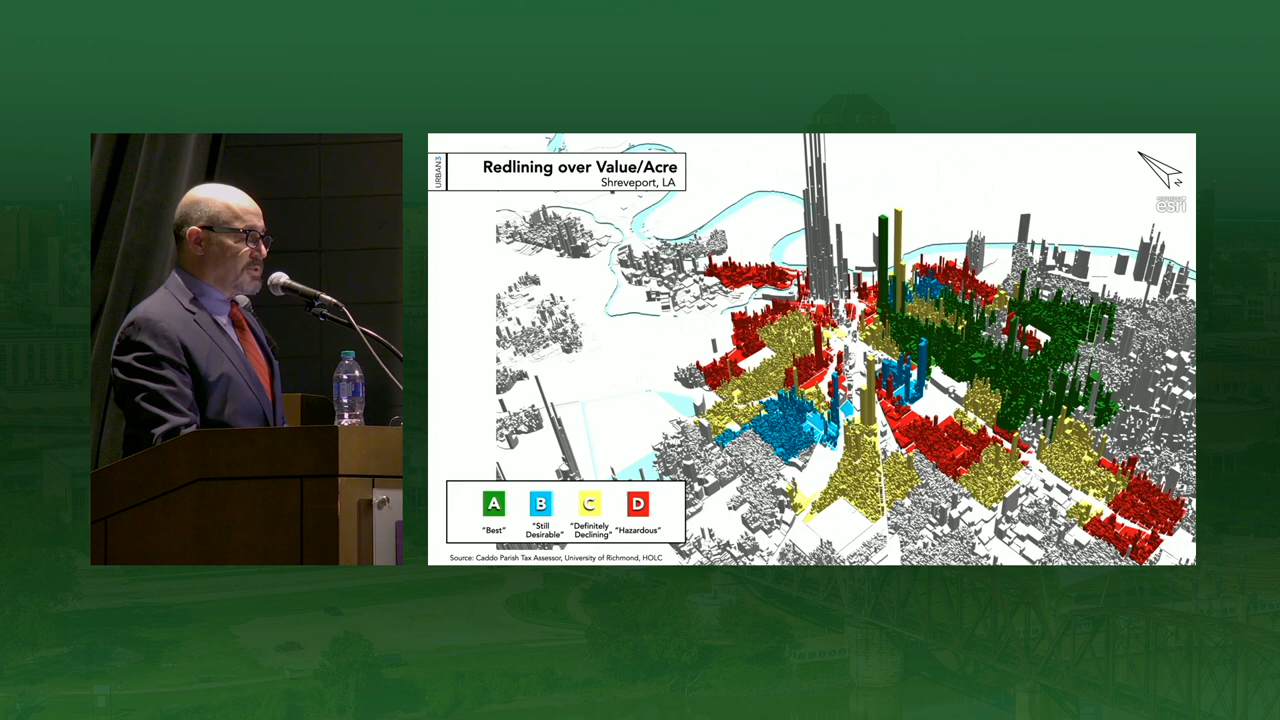 URBAN3
Redlining over Value/Acre
Shreveport, LA
N
esri
A
B
C
D
"Best"
"Still
Desirable"
"Definitely
Declining"
"Hazardous"
Source: Caddo Parish Tax Assessor, University of Richmond, HOLC